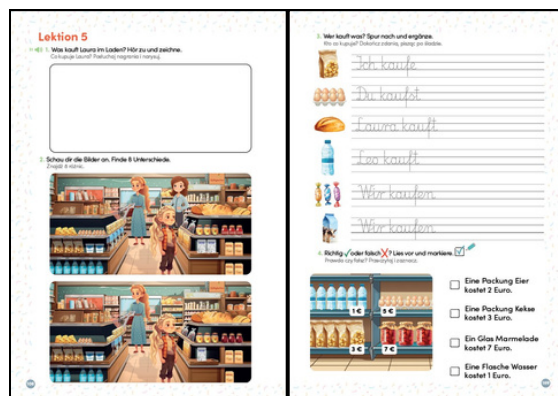 Lektion 5
1. Was kauft Laura im Laden? Hör zu und zeichne.
Co kupuje Laura? Posłuchaj nagrania i narysuj.
2. Schau dir die Bilder an. Finde 8 Unterschiede.
Znajdź 8 różnic.
3. Wer kauft was? Spur nach und ergänze.
Kto co kupuje? Dokończ zdania, pisząc po śladzie.
Ich kaufe
Du kaufst
Laura kauft
Leo kauft
Wir kaufen
Wir kaufen
4. Richtig ✓ oder falsch X? Lies vor und markiere.
Prawda czy fałsz? Przeczytaj i zaznacz.
1 €
5 €
3 €
7 €
Eine Packung Eier
kostet 2 Euro.
Eine Packung Kekse
kostet 3 Euro.
Ein Glas Marmelade
kostet 7 Euro.
Eine Flasche Wasser
kostet 1 Euro.